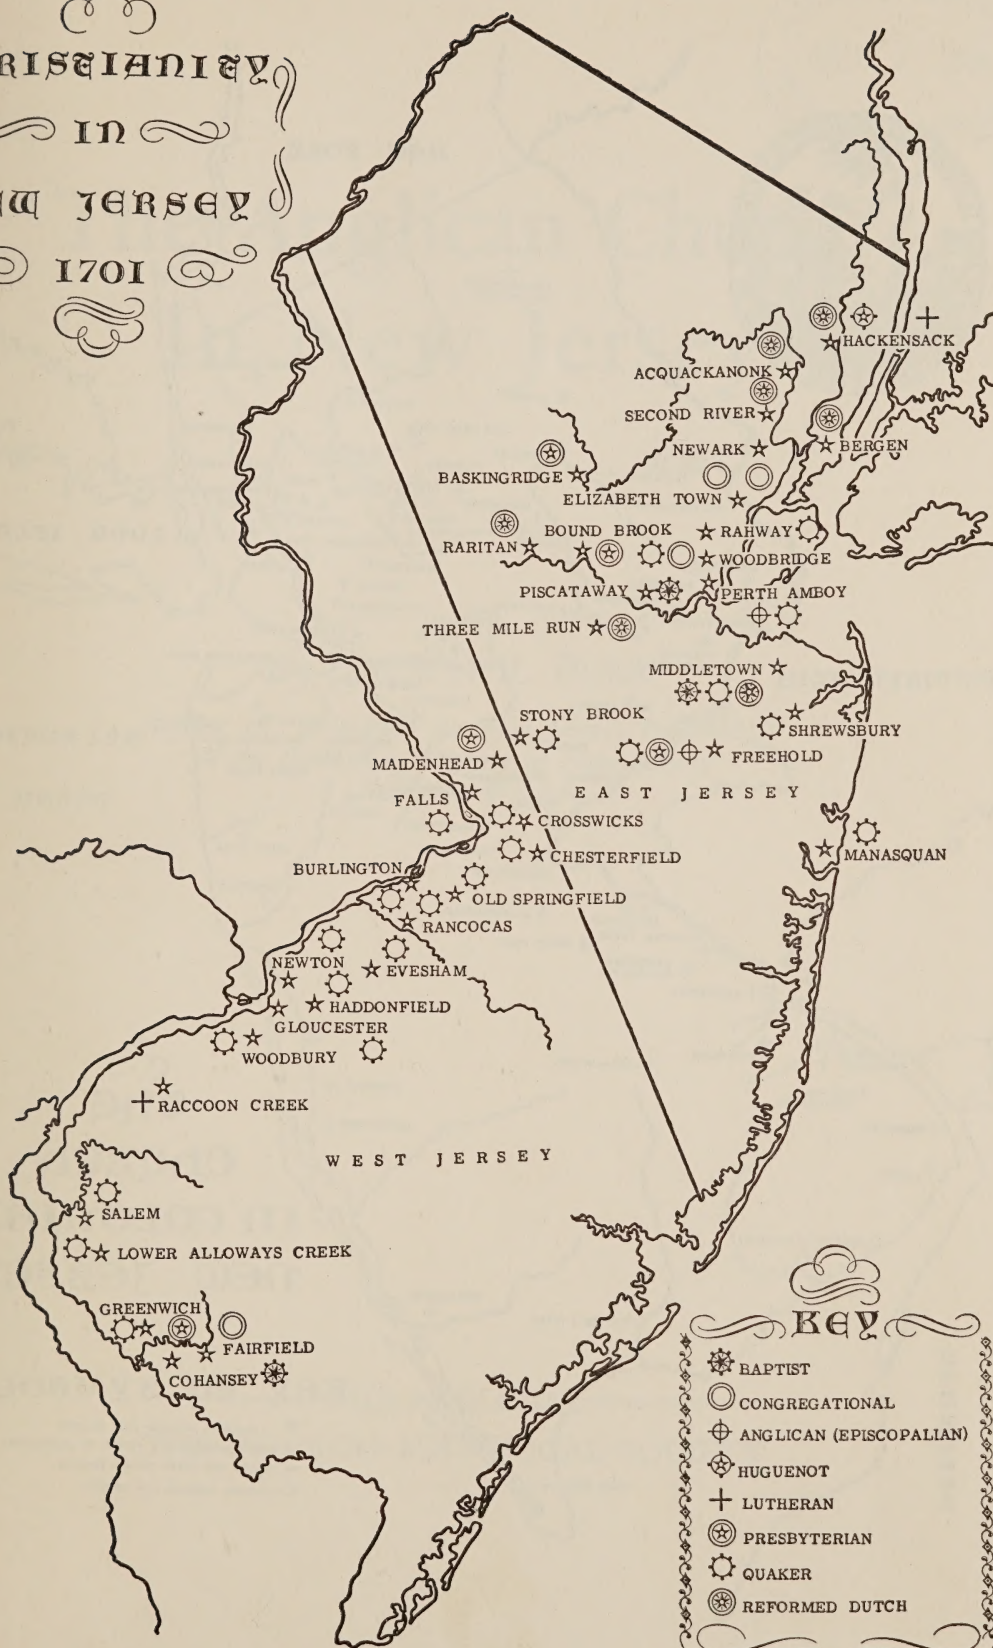 RISTIANITY
IN
W JERSEY
1701
HACKENSACK
ACQUACKANONK
SECOND RIVER
NEWARK
BERGEN
BASKINGRIDGE
ELIZABETH TOWN
BOUND BROOK
RAHWAY
RARITAN
WOODBRIDGE
PISCATAWAY
PERTH AMBOY
THREE MILE RUN
MIDDLETOWN
STONY BROOK
SHREWSBURY
MAIDENHEAD
FREEHOLD
EAST JERSEY
FALLS
CROSSWICKS
CHESTERFIELD
MANASQUAN
BURLINGTON
OLD SPRINGFIELD
RANCOCAS
NEWTON
EVESHAM
HADDONFIELD
GLOUCESTER
WOODBURY
RACCOON CREEK
WEST JERSEY
SALEM
LOWER ALLOWAYS CREEK
GREENWICH
FAIRFIELD
COHANSEY
KEY
BAPTIST
CONGREGATIONAL
ANGLICAN (EPISCOPALIAN)
HUGUENOT
LUTHERAN
PRESBYTERIAN
QUAKER
REFORMED DUTCH